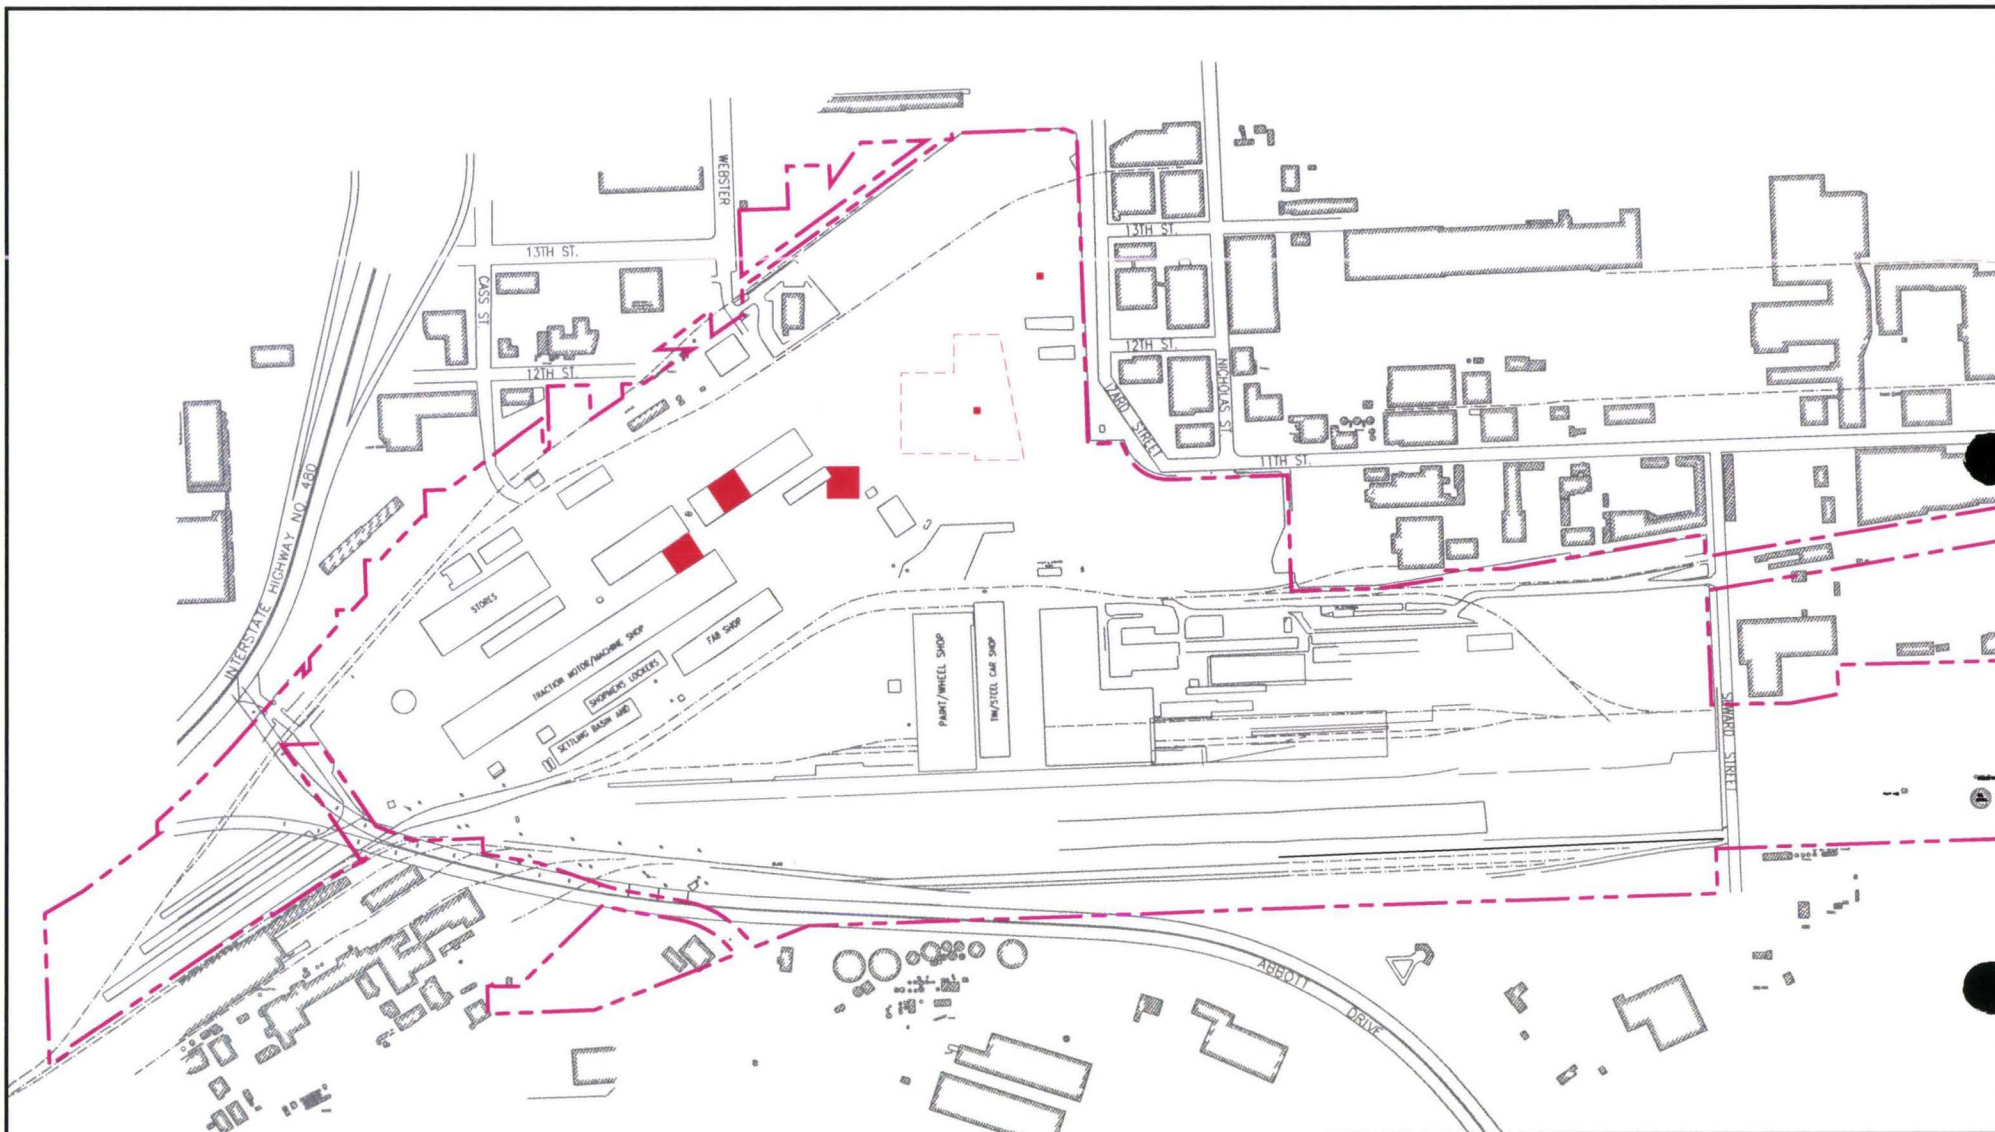 WEBSTER
13TH ST.
CASS ST
12TH ST.
13TH ST.
12TH ST.
IZARD STREET
NICHOLAS ST.
11TH ST.
INTERSTATE HIGHWAY NO. 480
STORES
TRACTION MOTOR/MACHINE SHOP
FAB SHOP
SHOPMENS LOCKERS
SETTLING BASIN AND
PAINT/WHEEL SHOP
TIN/STEEL CAR SHOP
STREET
ABBOTT DRIVE